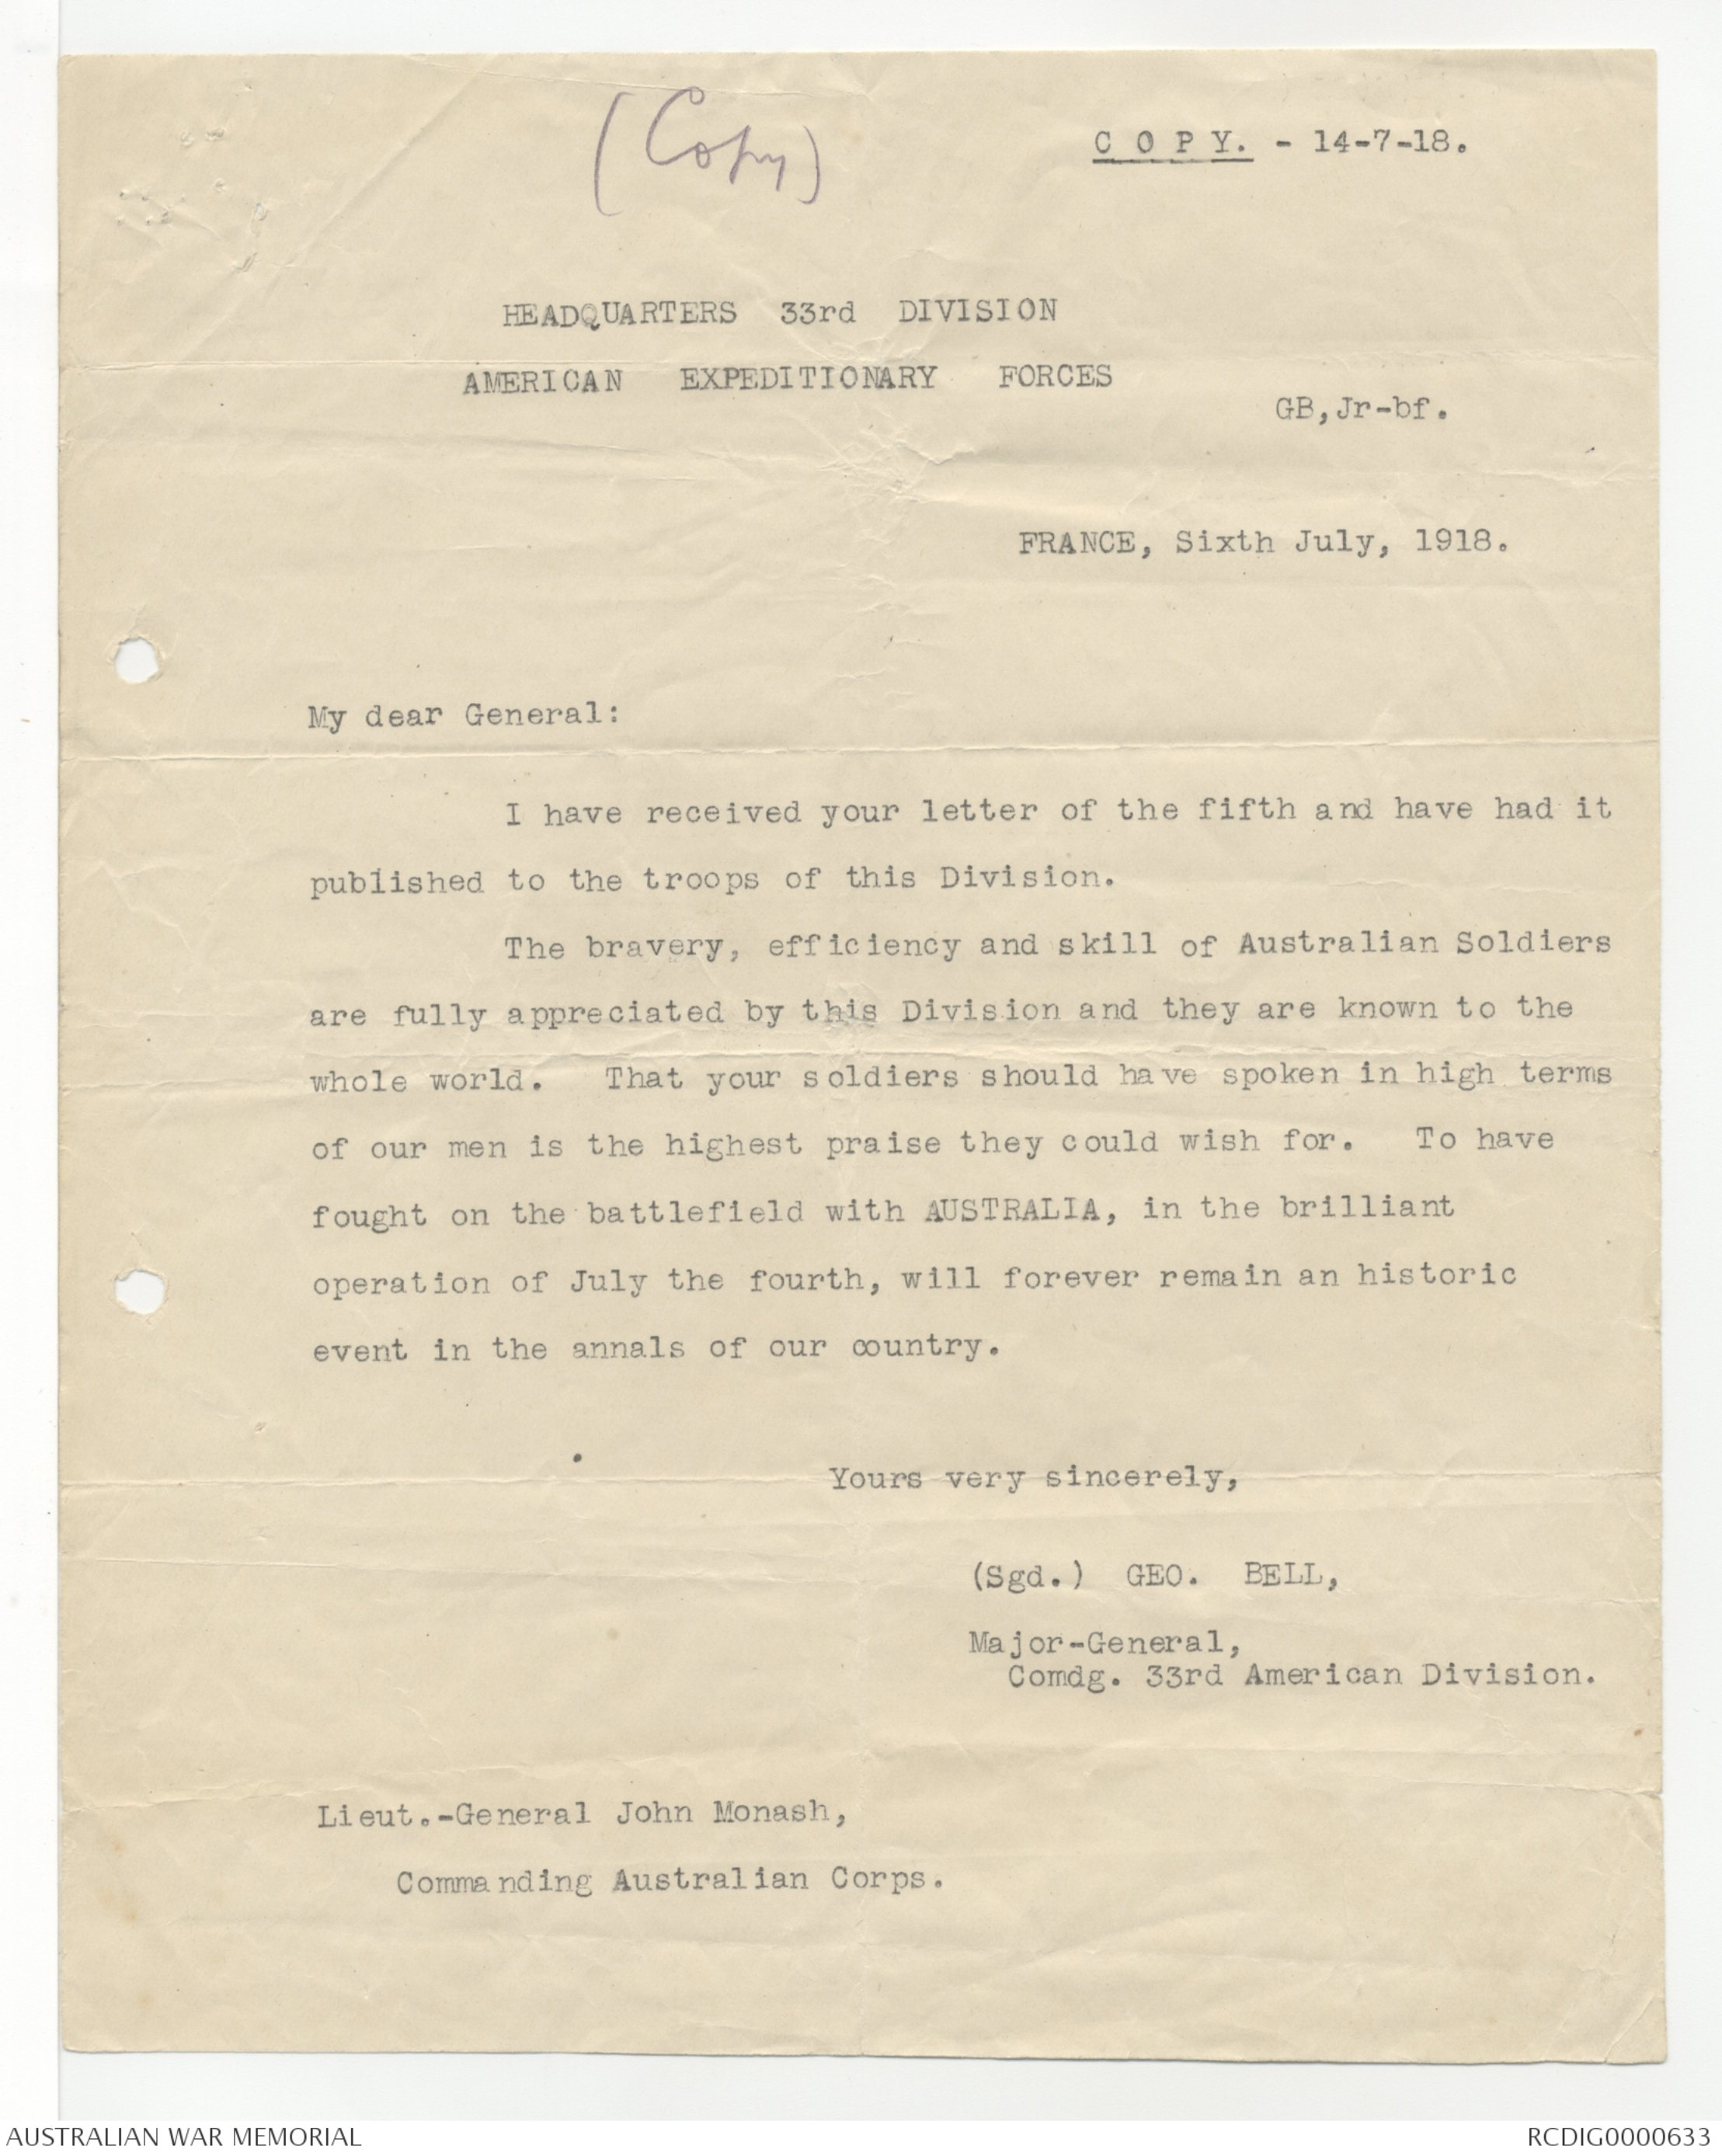 (Copy)
C O P Y. - 14-7-18.
HEADQUARTERS 33rd DIVISION
AMERICAN EXPEDITIONARY FORCES
GB,Jr-bf.
FRANCE, Sixth July, 1918.
My dear General:
I have received your letter of the fifth and have had it
published to the troops of this Division.
The bravery, efficiency and skill of Australian Soldiers
are fully appreciated by this Division and they are known to the
whole world. That your soldiers should have spoken in high terms
of our men is the highest praise they could wish for. To have
fought on the battlefield with AUSTRALIA, in the brilliant
operation of July the fourth, will forever remain an historic
event in the annals of our country.
Yours very sincerely,
(Sgd.) GEO. BELL,
Major-General,
Comdg. 33rd American Division.
Lieut.-General John Monash,
Commanding Australian Corps.
AUSTRALIAN WAR MEMORIAL
RCDIG0000633